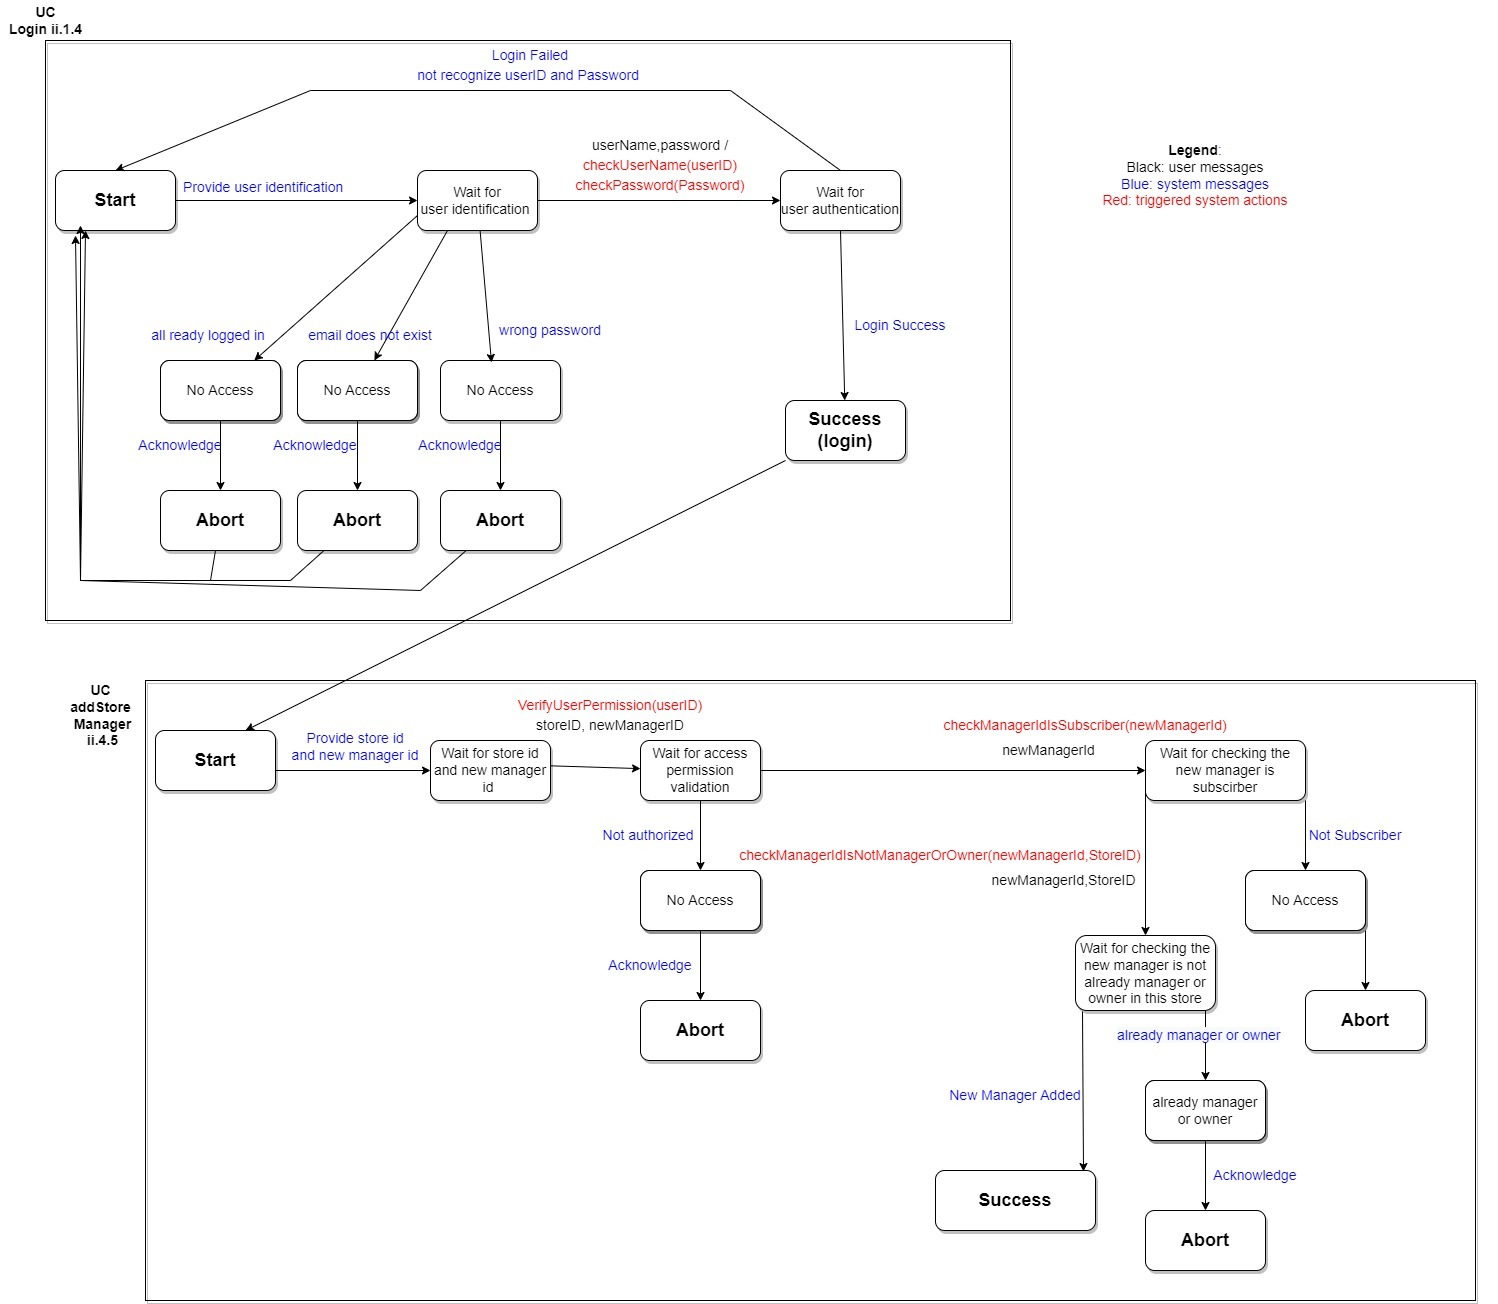 UC
Login ii.1.4
Login Failed
not recognize userID and Password
userName,password /
checkUserName(userID)
checkPassword(Password)
Legend:
Black: user messages
Blue: system messages
Red: triggered system actions
Start
Provide user identification
Wait for
user identification
Wait for
user authentication
all ready logged in
email does not exist
wrong password
Login Success
No Access
No Access
No Access
Success
(login)
Acknowledge
Acknowledge
Acknowledge
Abort
Abort
Abort
UC
addStore
Manager
ii.4.5
VerifyUserPermission(userID)
storeID, newManagerID
checkManagerIdIsSubscriber(newManagerId)
newManagerId
Start
Provide store id
and new manager id
Wait for store id
and new manager
id
Wait for access
permission
validation
Wait for checking the
new manager is
subscirber
Not authorized
Not Subscriber
checkManagerIdIsNotManagerOrOwner(newManagerId,StoreID)
newManagerId,StoreID
No Access
No Access
Acknowledge
Wait for checking the
new manager is not
already manager or
owner in this store
Abort
Abort
already manager or owner
New Manager Added
already manager
or owner
Acknowledge
Success
Abort